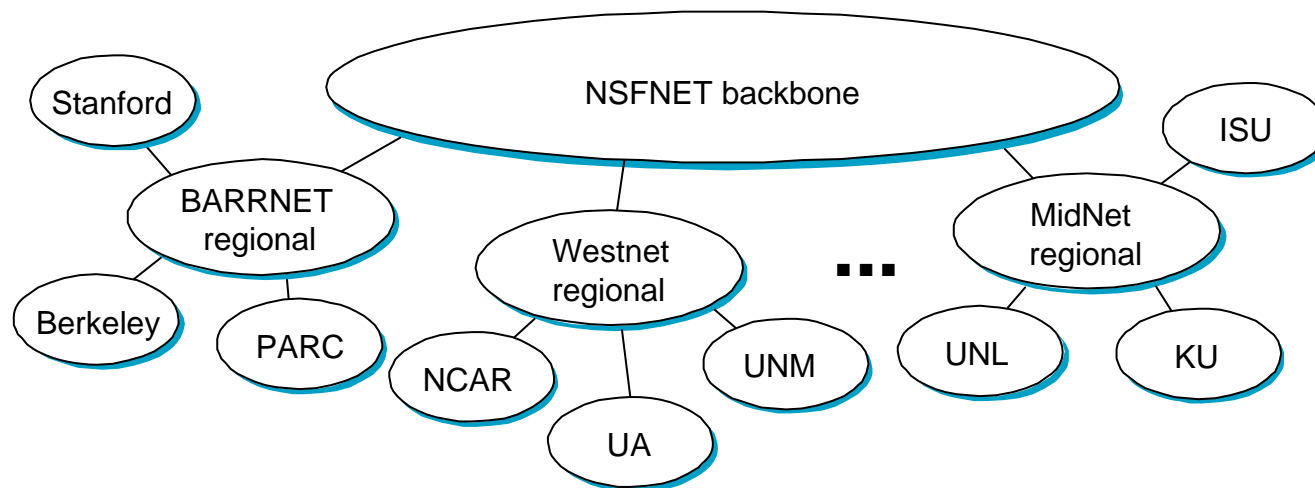 NSFNET backbone
Stanford
ISU
BARRNET
regional
MidNet
regional
Westnet
regional
Berkeley
PARC
NCAR
UNM
UNL
KU
UA